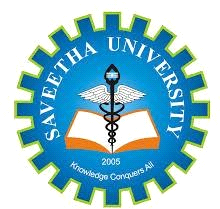 SAVEETHA UNIVERSITY
2005
Knowledge Conquers All